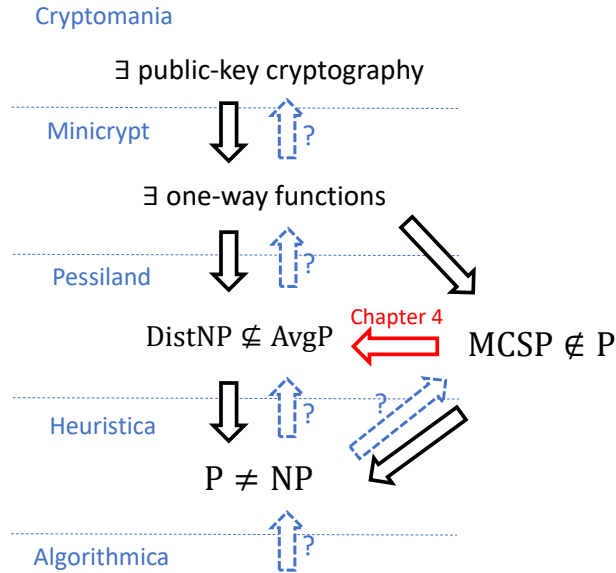 Cryptomania
∃ public-key cryptography
Minicrypt
?
∃ one-way functions
?
Pessiland
Chapter 4
DistNP ⊈ AvgP
MCSP ∉ P
?
?
Heuristica
P ≠ NP
?
Algorithmica